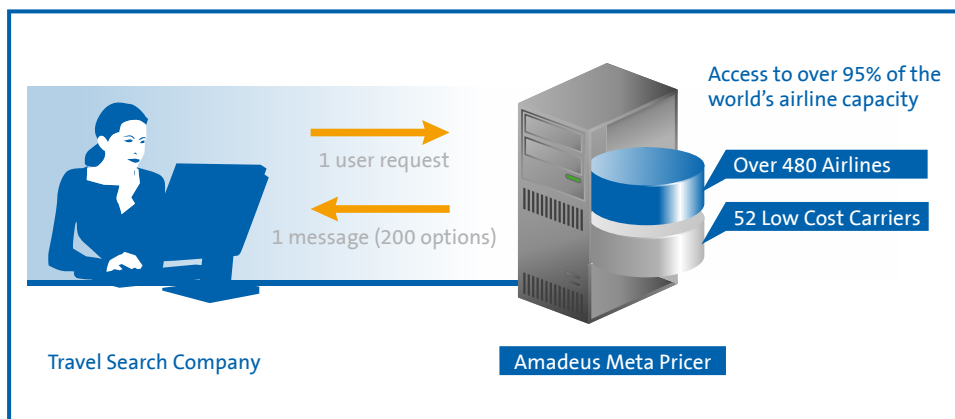 Access to over 95% of the
world's airline capacity
1 user request
Over 480 Airlines
52 Low Cost Carriers
1 message (200 options)
Travel Search Company
Amadeus Meta Pricer